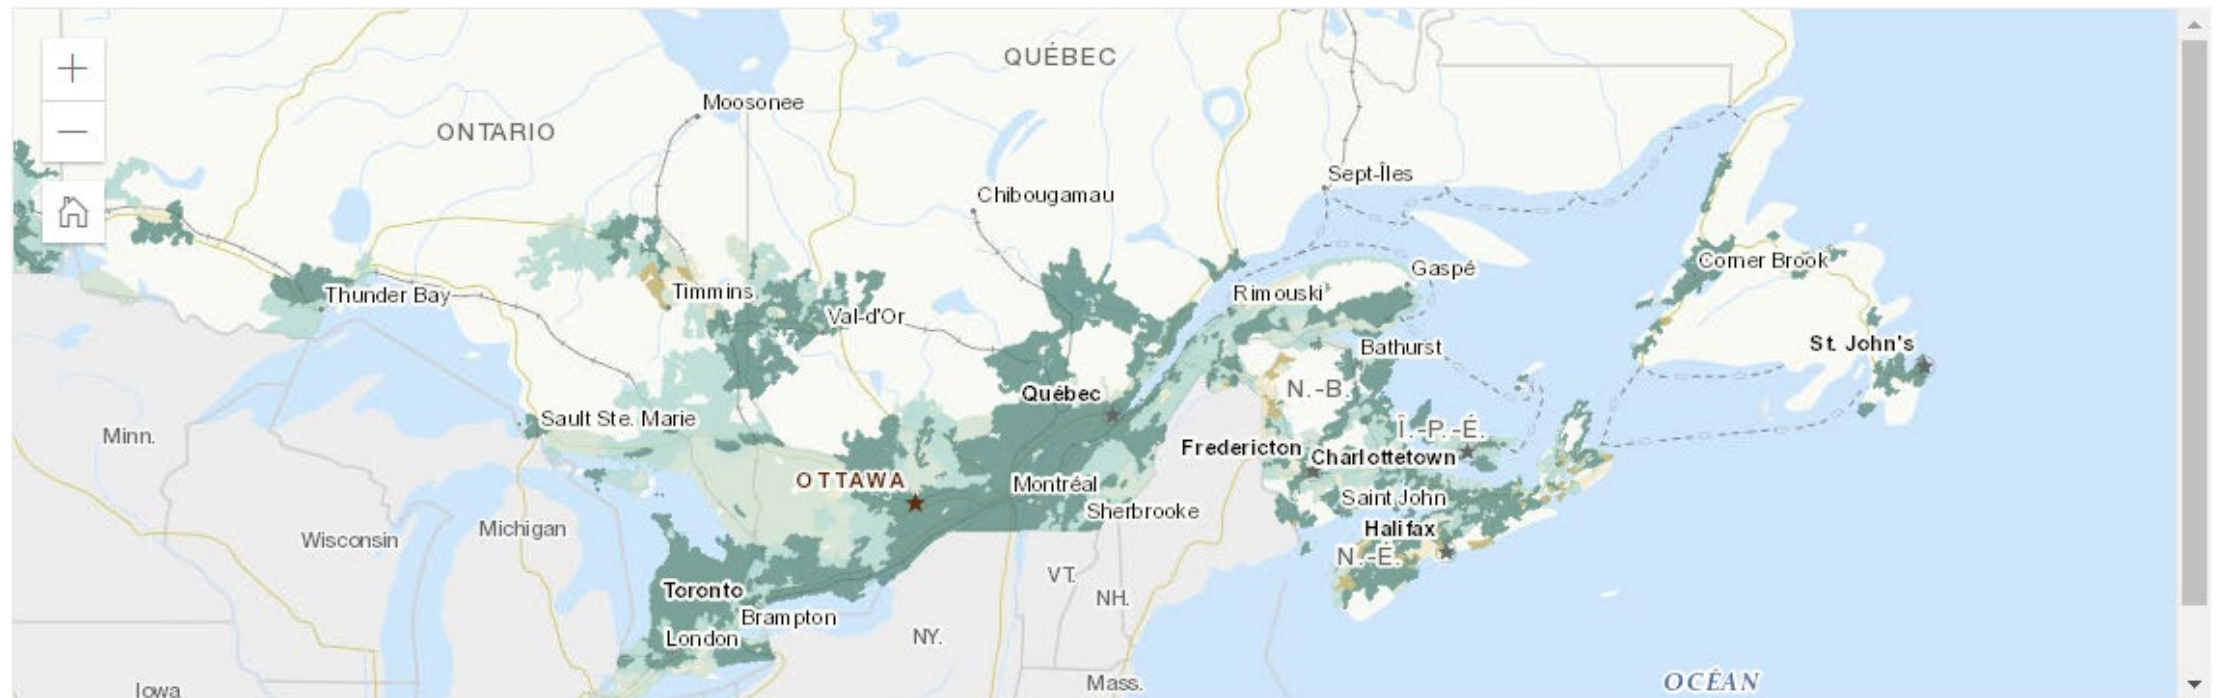 QUÉBEC
Moosonee
ONTARIO
Sept-Îles
Chibougamau
Corner Brook
Gaspé
Rimouski
Thunder Bay
Timmins
Val-d'Or
St. John's
Bathurst
Québec
N.-B.
Sault Ste. Marie
Î.-P.-É.
Minn.
Fredericton
Charlottetown
OTTAWA
Montréal
Saint John
Sherbrooke
Michigan
Halifax
Wisconsin
N.-É.
VT.
Toronto
NH.
Brampton
London
NY.
Mass.
OCÉAN
Iowa